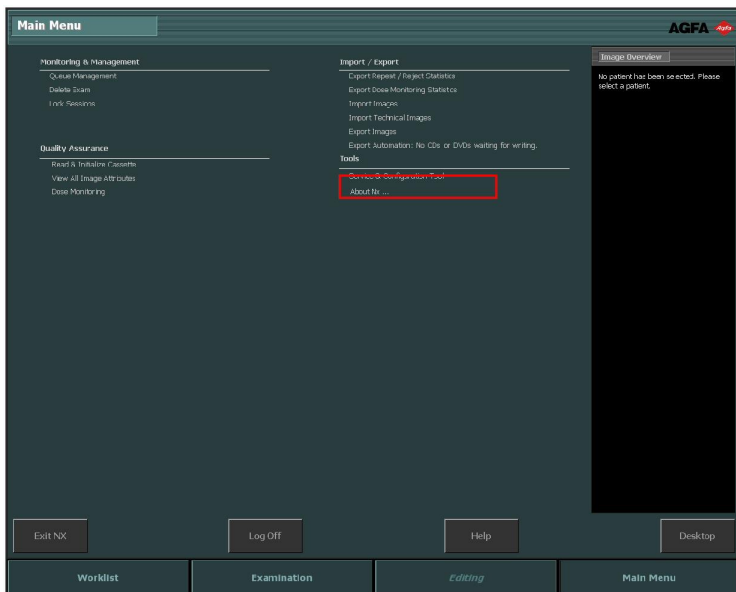 Main Menu
AGFA
Agfa
Monitoring & Management
Queue Management
Delete Exam
Lock Sessions
Quality Assurance
Read & Initialize Cassette
View All Image Attributes
Dose Monitoring
Import / Export
Export Repeat / Reject Statistics
Export Dose Monitoring Statistics
Import Images
Import Technical Images
Export Images
Export Automation: No CDs or DVDs waiting for writing.
Tools
Service & Configuration Tool
About Nx ...
Image Overview
No patient has been selected. Please
select a patient.
Exit NX
Log Off
Help
Desktop
Worklist
Examination
Editing
Main Menu